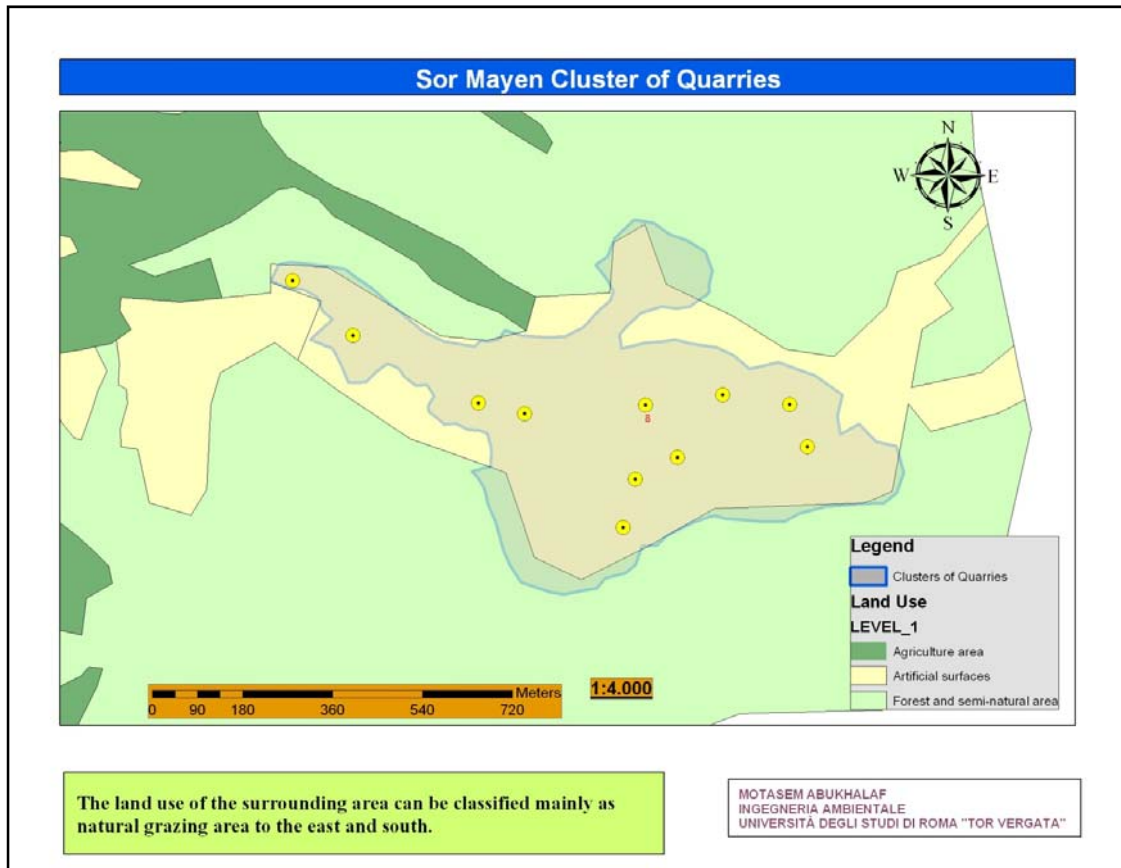 Sor Mayen Cluster of Quarries
N
W
E
S
8
Legend
Clusters of Quarries
Land Use
LEVEL_1
Agriculture area
Artificial surfaces
Forest and semi-natural area
Meters
0 90 180 360 540 720
1:4.000
The land use of the surrounding area can be classified mainly as
natural grazing area to the east and south.
MOTASEM ABUKHALAF
INGEGNERIA AMBIENTALE
UNIVERSITÀ DEGLI STUDI DI ROMA "TOR VERGATA"